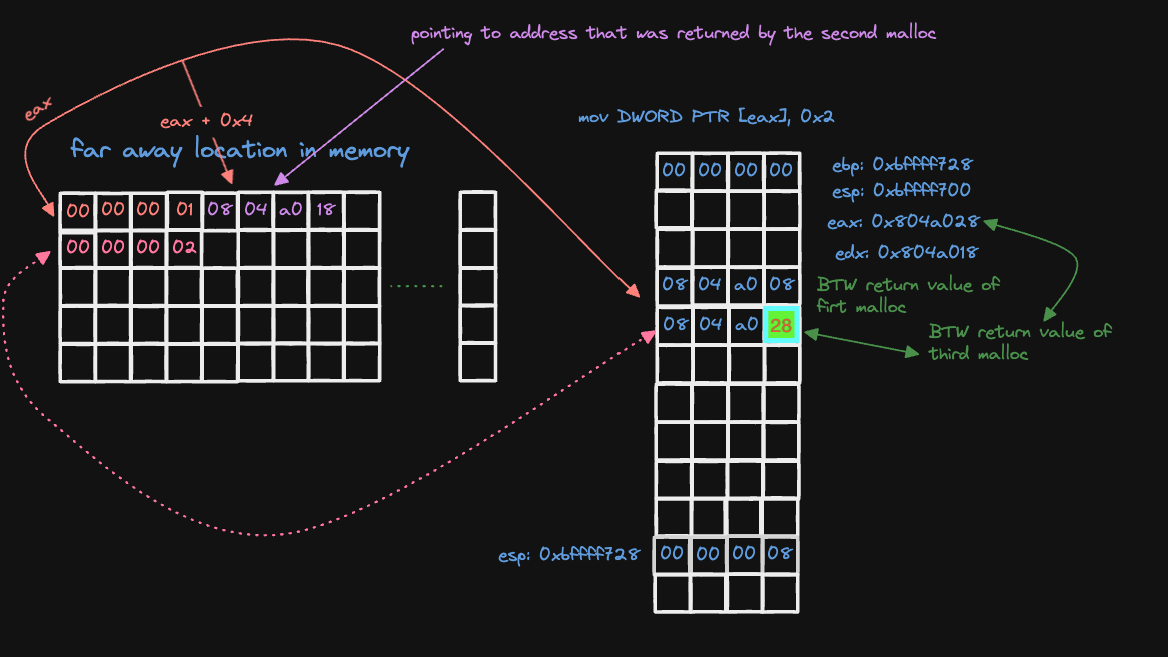 pointing to address that was returned by the second malloc
eax
eax + 0x4
far away location in memory
mov DWORD PTR [eax], 0x2
00 00 00 01 08 04 a0 18
00 00 00 02
00 00 00 00
ebp: 0xbffff728
esp: 0xbffff700
eax: 0x804a028
edx: 0x804a018
08 04 a0 08
BTW return value of
firt malloc
08 04 a0 28
BTW return value of
third malloc
esp: 0xbffff728
00 00 00 08